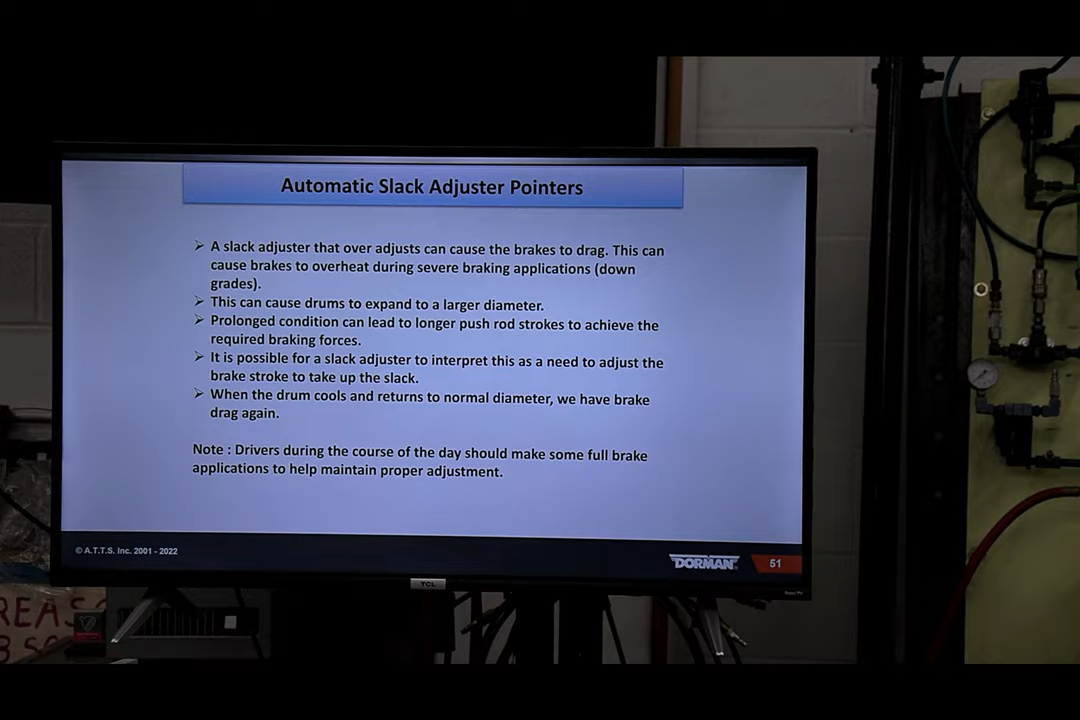 Automatic Slack Adjuster Pointers
➢ A slack adjuster that over adjusts can cause the brakes to drag. This can
cause brakes to overheat during severe braking applications (down
grades).
➢ This can cause drums to expand to a larger diameter.
➢ Prolonged condition can lead to longer push rod strokes to achieve the
required braking forces.
➢ It is possible for a slack adjuster to interpret this as a need to adjust the
brake stroke to take up the slack.
➢ When the drum cools and returns to normal diameter, we have brake
drag again.
Note : Drivers during the course of the day should make some full brake
applications to help maintain proper adjustment.
© A.T.T.S. Inc. 2001 - 2022
DORMAN
51
TCL